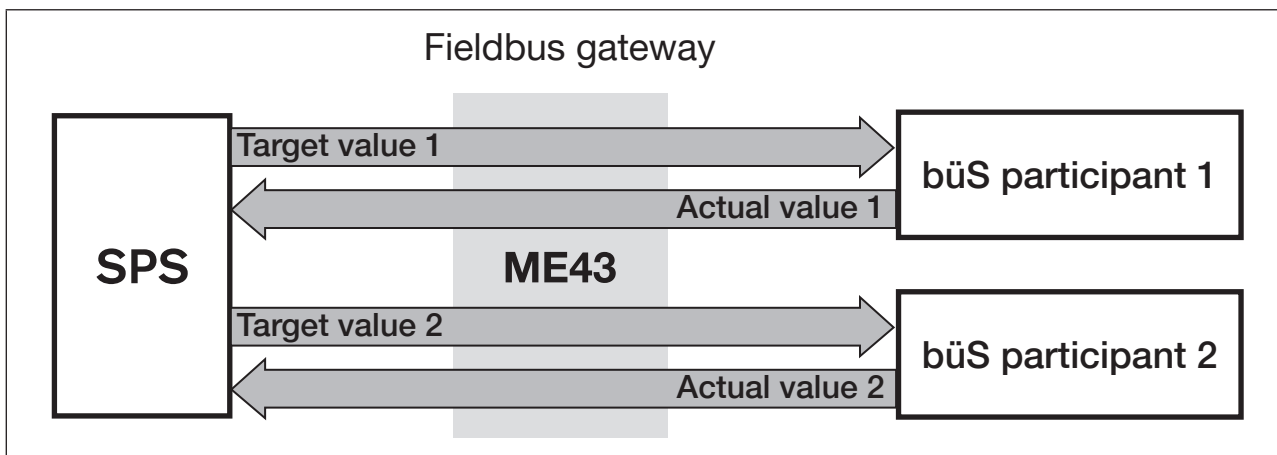 Fieldbus gateway
Target value 1
büS participant 1
Actual value 1
SPS
ME43
Target value 2
büS participant 2
Actual value 2